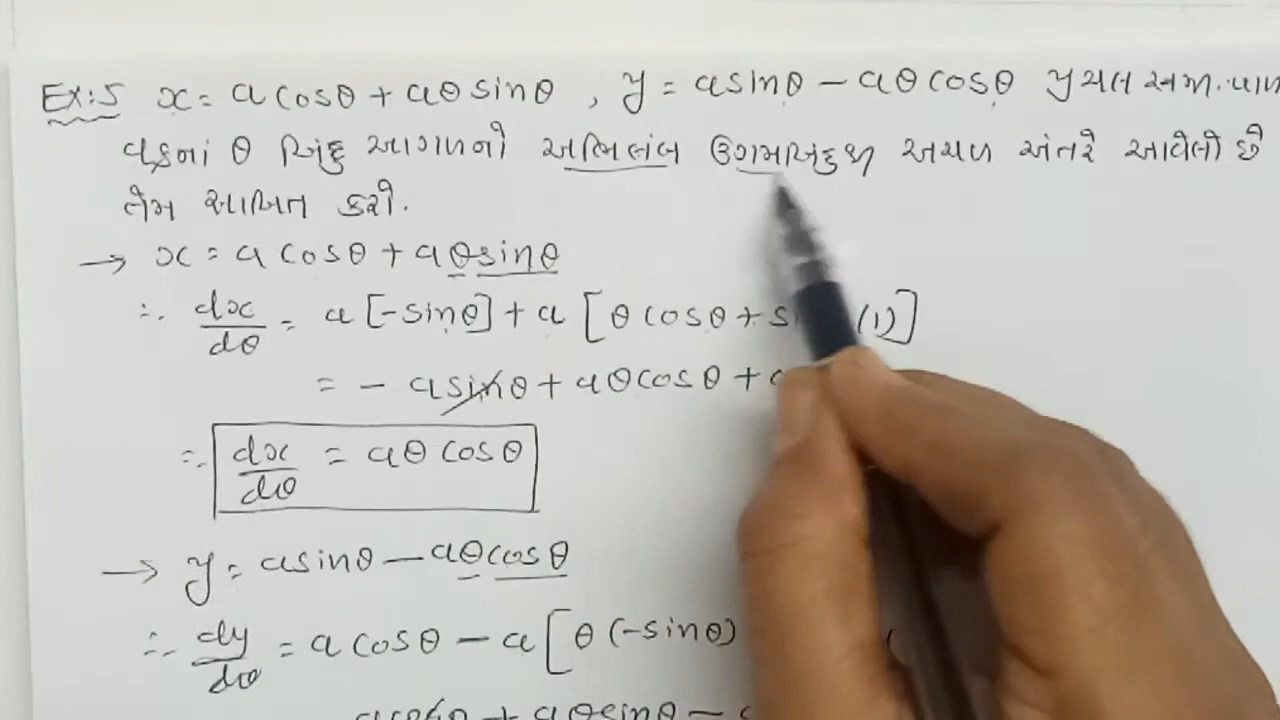 Ex:5 x = a cosθ + aθ sinθ , y = a sinθ − aθ cosθ પ્રચલ
વક્રનાં θ બિંદુ આગળનો અભિલંબ ઉગમબિંદુથી અચળ અંતરે આવેલો છે
તેમ સાબિત કરો.
→ x = a cosθ + aθ sinθ
∴ dx/dθ = a [-sinθ] + a [θ cosθ + (1)]
= − a sinθ + aθ cosθ +
∴ dx/dθ = aθ cosθ
→ y = a sinθ − aθ cosθ
∴ dy/dθ = a cosθ − a [θ (-sinθ)